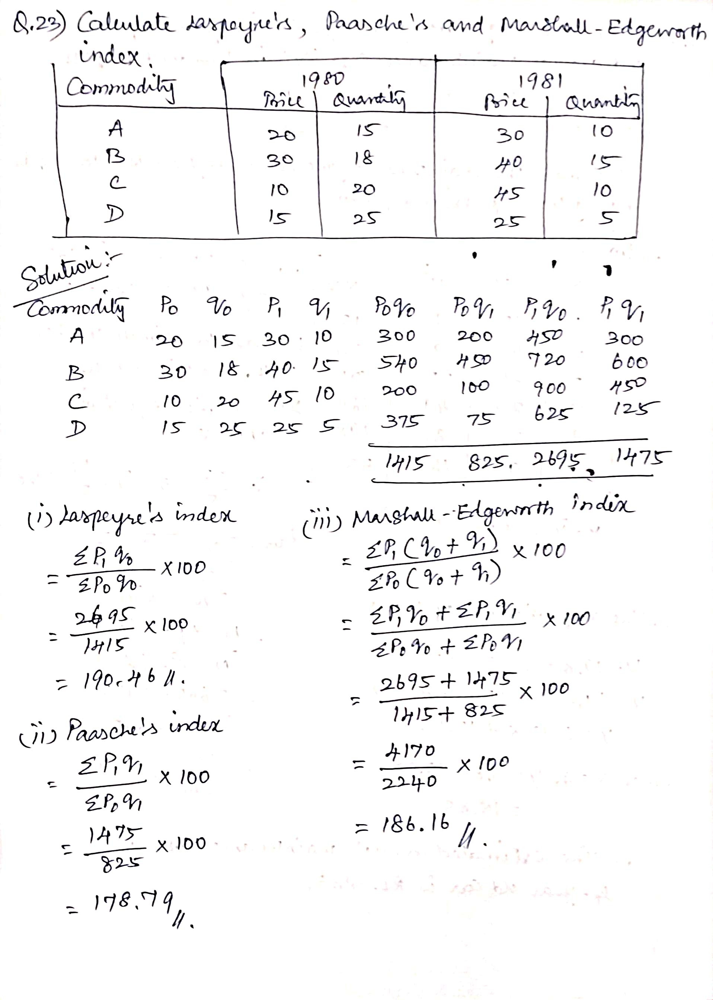 Q.23) Calculate Laspeyre's, Paasche's and Marshall-Edgeworth
index.
Commodity 1980 1981
Price Quantity Price Quantity
A 20 15 30 10
B 30 18 40 15
C 10 20 45 10
D 15 25 25 5
Solution:-
Commodity P0 q0 P1 q1 P0q0 P0q1 P1q0 P1q1
A 20 15 30 10 300 200 450 300
B 30 18 40 15 540 450 720 600
C 10 20 45 10 200 100 900 450
D 15 25 25 5 375 75 625 125
1415 825 2695 1475
(i) Laspeyre's index
= ΣP1q0 / ΣP0q0 × 100
= 2695 / 1415 × 100
= 190.46 //.
(ii) Paasche's index
= ΣP1q1 / ΣP0q1 × 100
= 1475 / 825 × 100
= 178.79 //.
(iii) Marshall-Edgeworth index
= ΣP1(q0+q1) / ΣP0(q0+q1) × 100
= ΣP1q0 + ΣP1q1 / ΣP0q0 + ΣP0q1 × 100
= 2695 + 1475 / 1415 + 825 × 100
= 4170 / 2240 × 100
= 186.16 //.